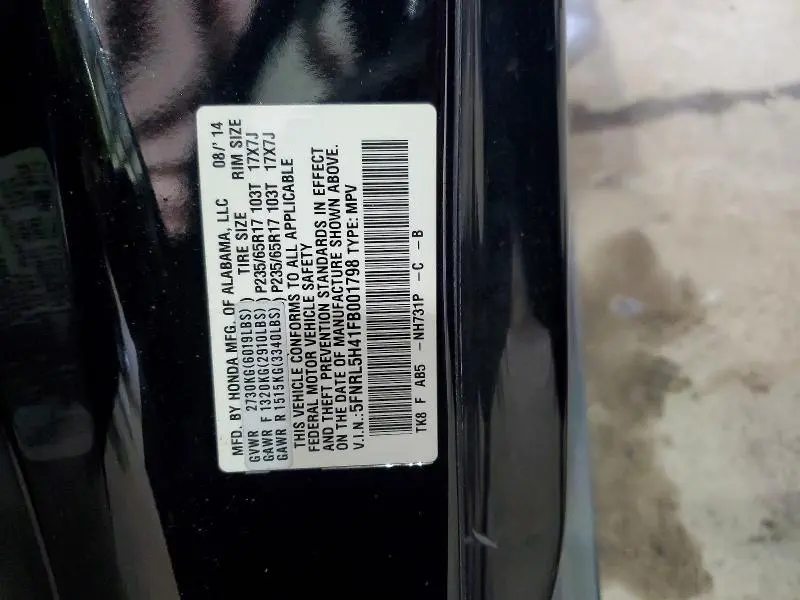 MFD. BY HONDA MFG. OF ALABAMA, LLC 08/' 14
TIRE SIZE RIM SIZE
GVWR 2730KG(6019LBS)
GAWR F 1320KG(2910LBS) P235/65R17 103T 17X7J
GAWR R 1515KG(3340LBS) P235/65R17 103T 17X7J
THIS VEHICLE CONFORMS TO ALL APPLICABLE
FEDERAL MOTOR VEHICLE SAFETY
AND THEFT PREVENTION STANDARDS IN EFFECT
ON THE DATE OF MANUFACTURE SHOWN ABOVE.
V.I.N.:5FNRL5H41FB001798 TYPE: MPV
TK8 F AB5 -NH731P -C -B